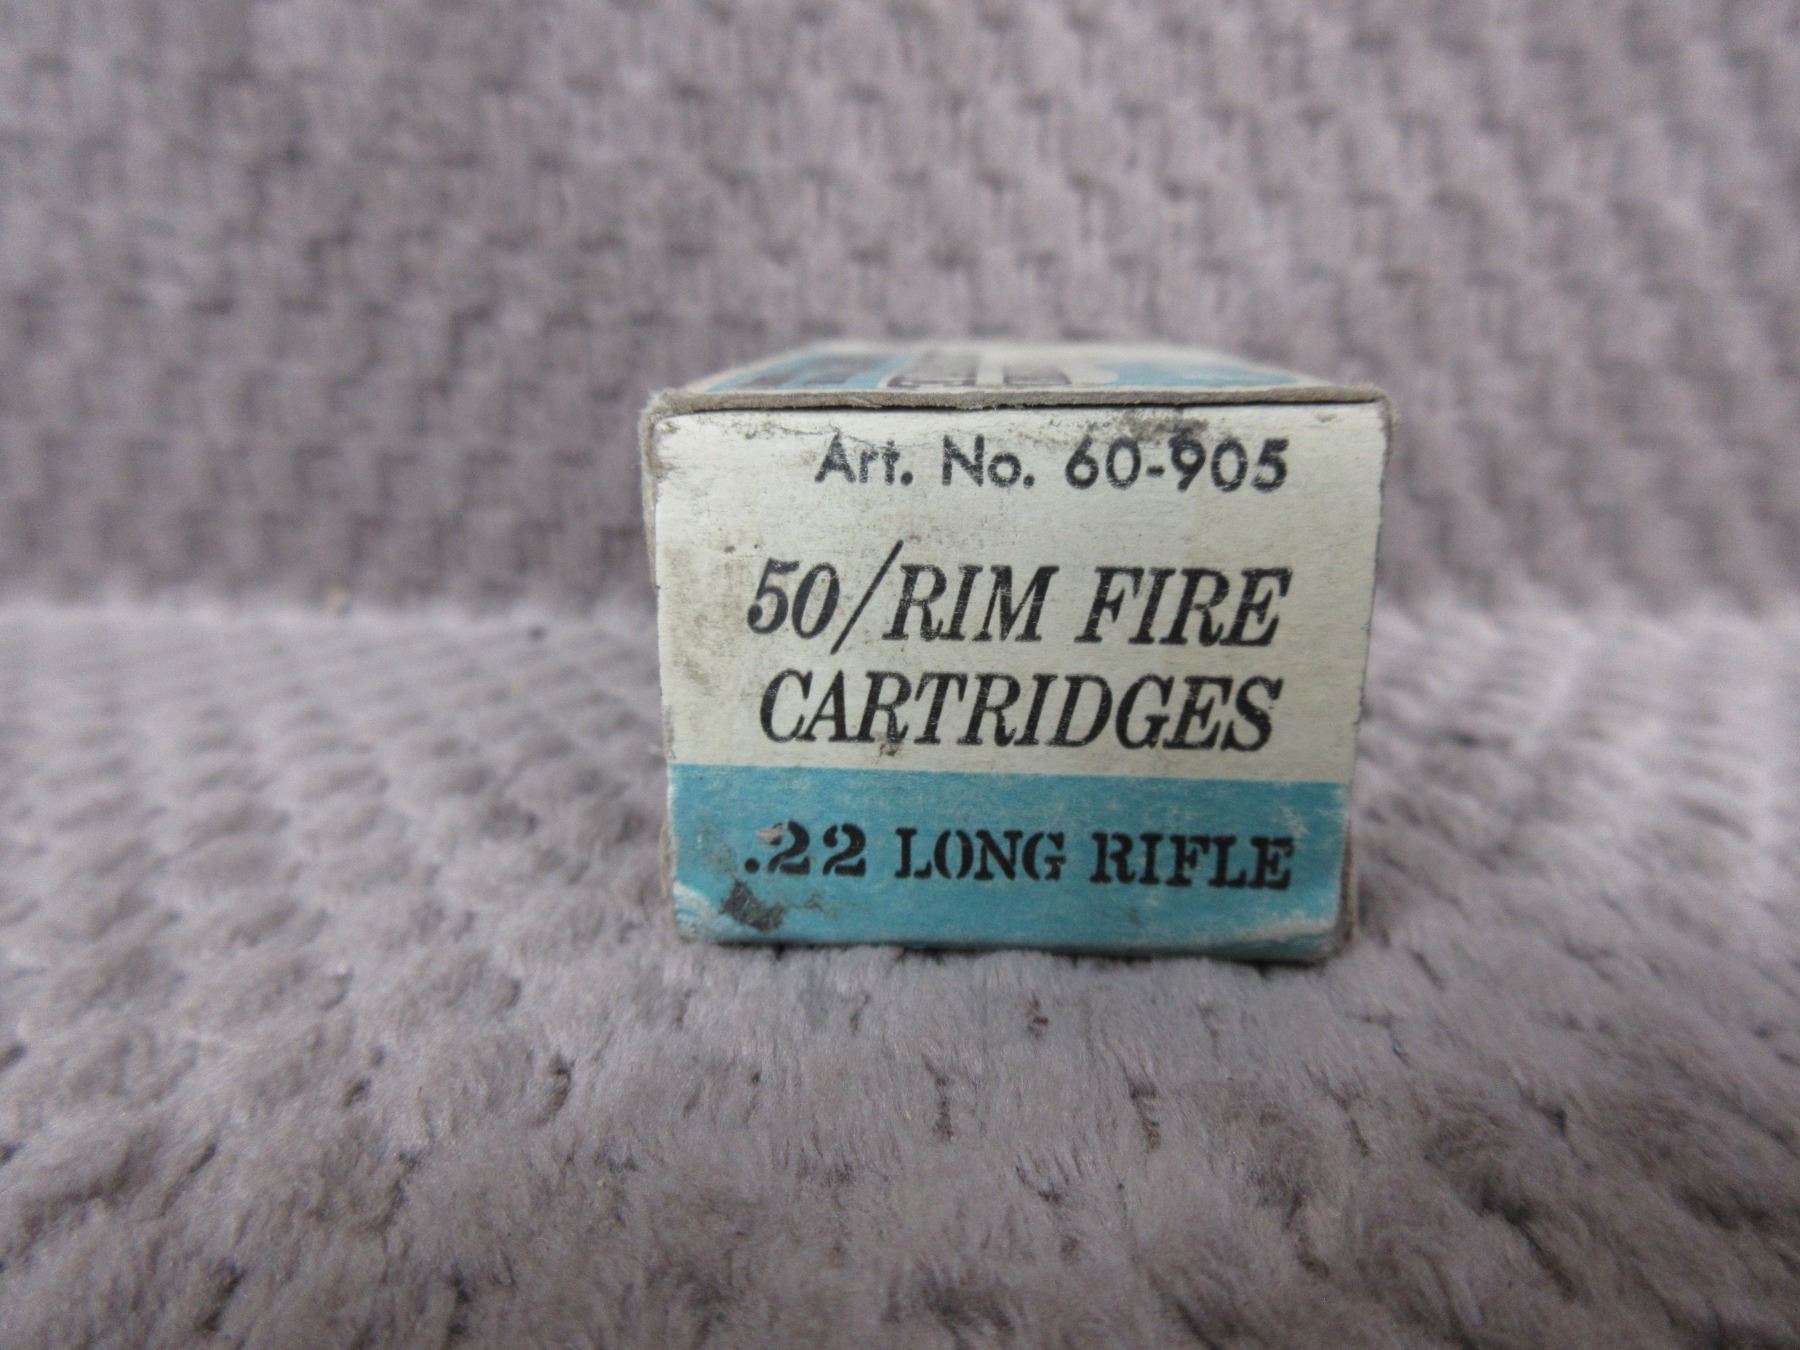 Art. No. 60-905
50/RIM FIRE
CARTRIDGES
.22 LONG RIFLE